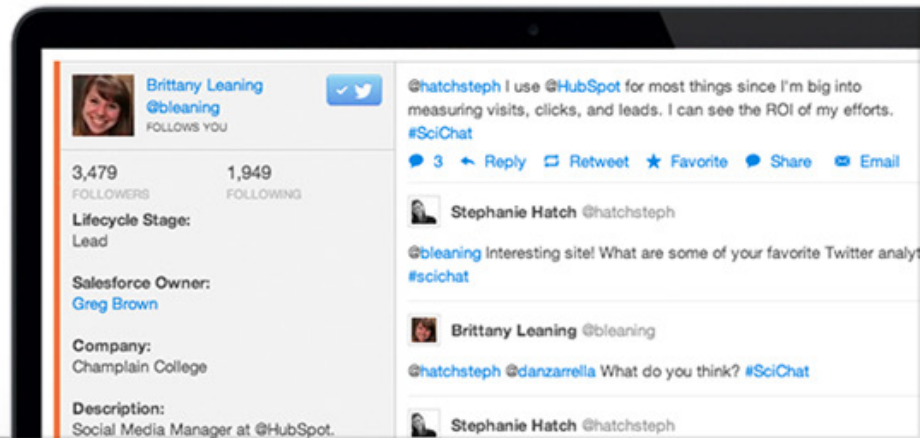 Brittany Leaning
@bleaning
FOLLOWS YOU
3,479
1,949
FOLLOWERS
FOLLOWING
Lifecycle Stage:
Lead
Salesforce Owner:
Greg Brown
Company:
Champlain College
Description:
Social Media Manager at @HubSpot.
@hatchsteph I use @HubSpot for most things since I'm big into
measuring visits, clicks, and leads. I can see the ROI of my efforts.
#SciChat
3 Reply Retweet Favorite Share Email
Stephanie Hatch @hatchsteph
@bleaning Interesting site! What are some of your favorite Twitter analyt
#scichat
Brittany Leaning @bleaning
@hatchsteph @danzarrella What do you think? #SciChat
Stephanie Hatch @hatchsteph